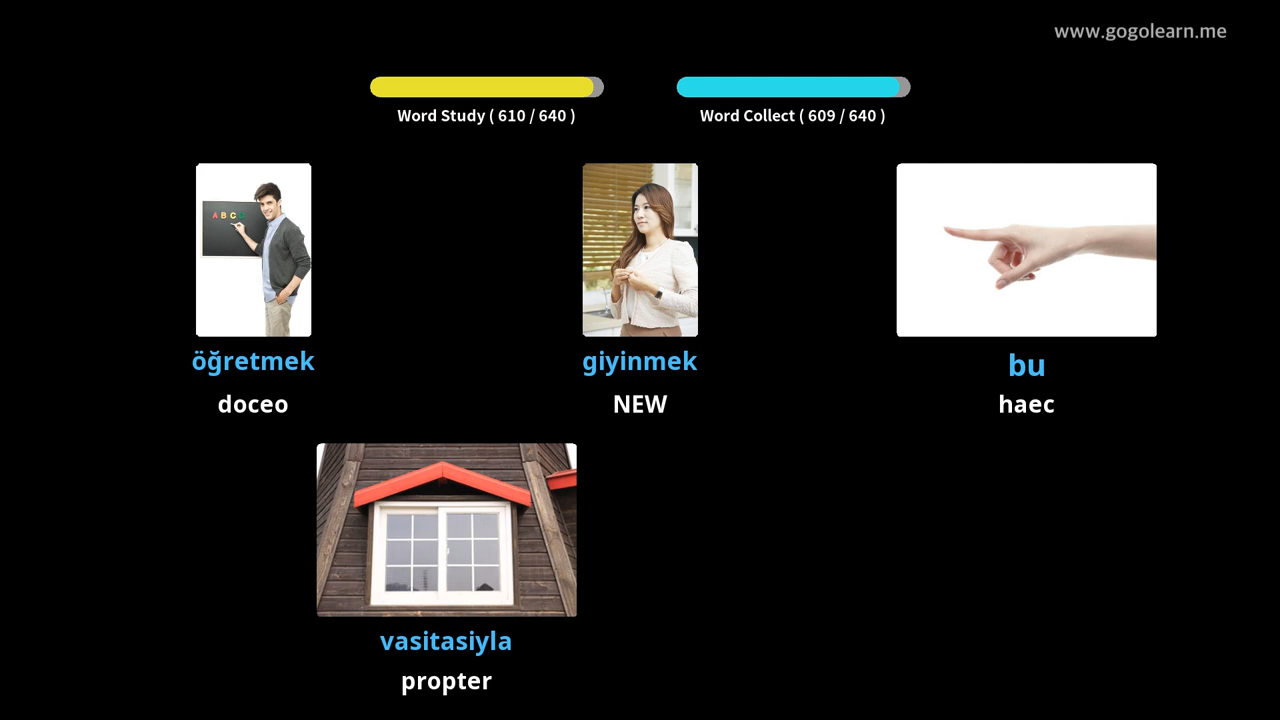 www.gogolearn.me
Word Study ( 610 / 640 )
Word Collect ( 609 / 640 )
A B C D
öğretmek
giyinmek
bu
doceo
NEW
haec
vasitasiyla
propter